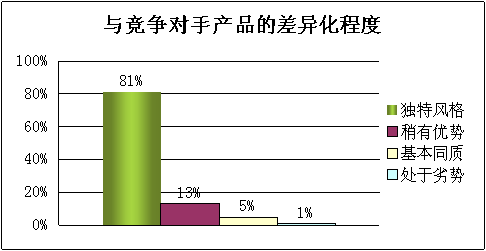 与竞争对手产品的差异化程度
100%
80%
60%
40%
20%
0%
81%
13%
5%
1%
独特风格
稍有优势
基本同质
处于劣势